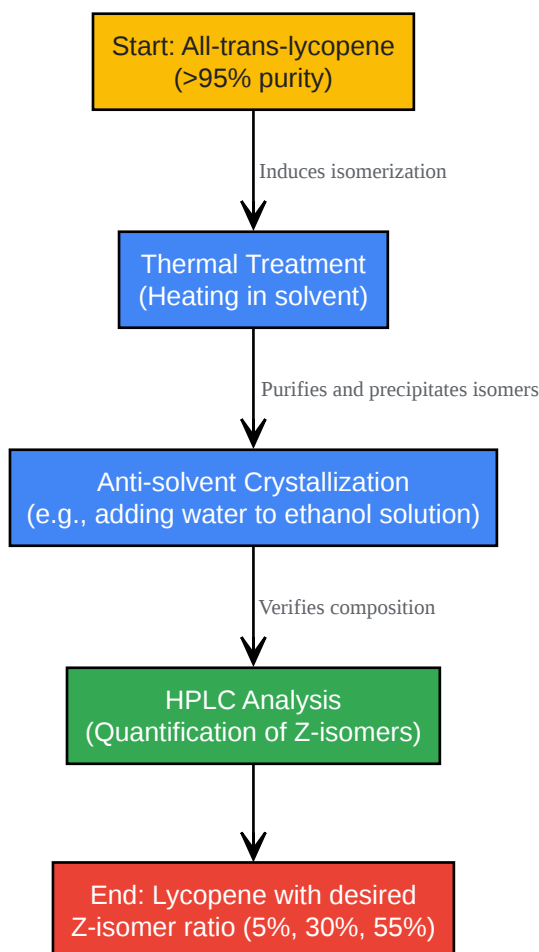 Start: All-trans-lycopene
(>95% purity)
Induces isomerization
Thermal Treatment
(Heating in solvent)
Purifies and precipitates isomers
Anti-solvent Crystallization
(e.g., adding water to ethanol solution)
Verifies composition
HPLC Analysis
(Quantification of Z-isomers)
End: Lycopene with desired
Z-isomer ratio (5%, 30%, 55%)